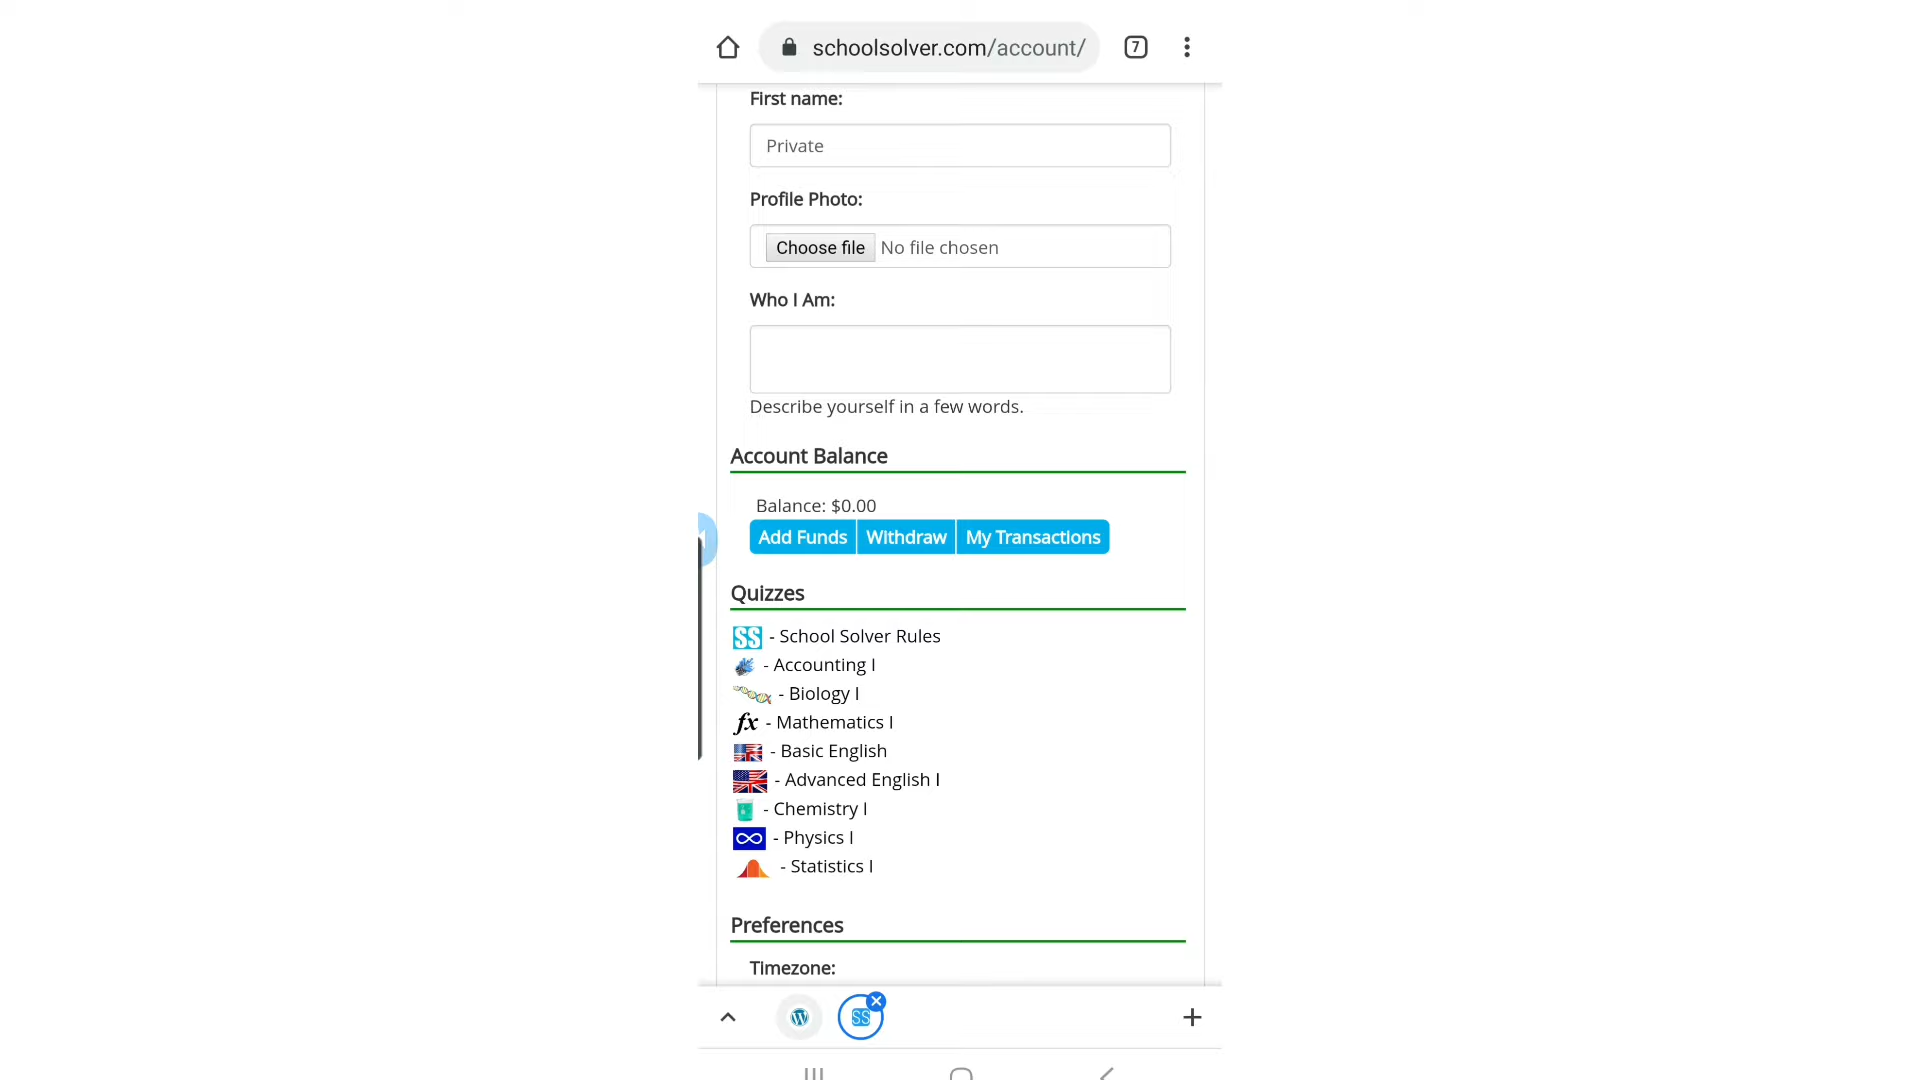 schoolsolver.com/account/
7
First name:
Private
Profile Photo:
Choose file No file chosen
Who I Am:
Describe yourself in a few words.
Account Balance
Balance: $0.00
Add Funds Withdraw My Transactions
Quizzes
SS - School Solver Rules
- Accounting I
- Biology I
fx - Mathematics I
- Basic English
- Advanced English I
- Chemistry I
- Physics I
- Statistics I
Preferences
Timezone:
W SS